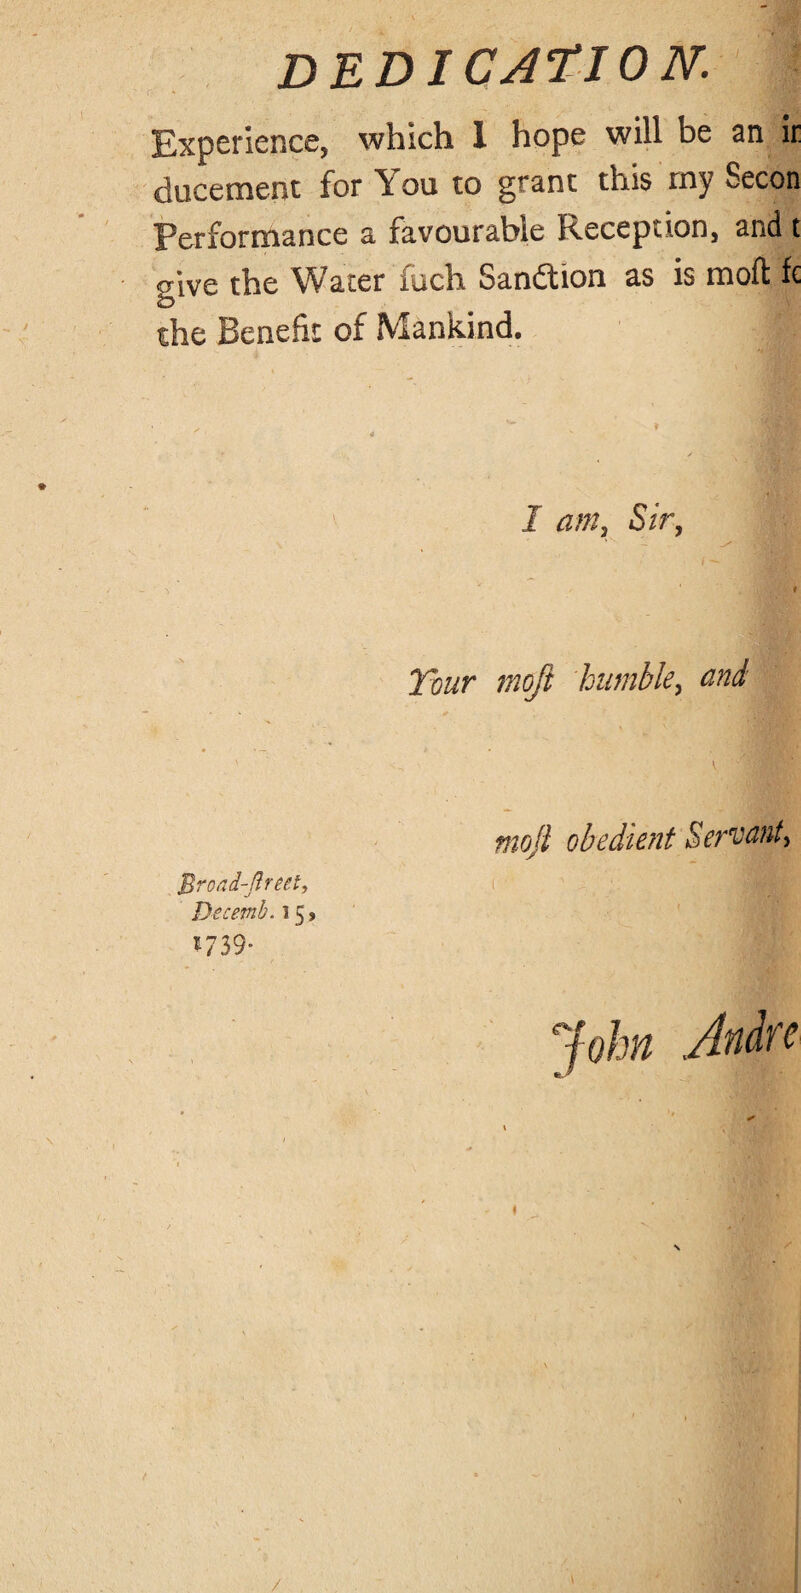 DEDICATION.
Experience, which I hope will be an in
ducement for You to grant this my Secon
Performance a favourable Reception, and t
give the Water ſuch Sanction as is moſt fo
the Benefit of Mankind.
I am, Sir,
Your moſt humble, and
moſt obedient Servant,
Broad-ſtreet,
Decemb. 15,
1739.
John Andre